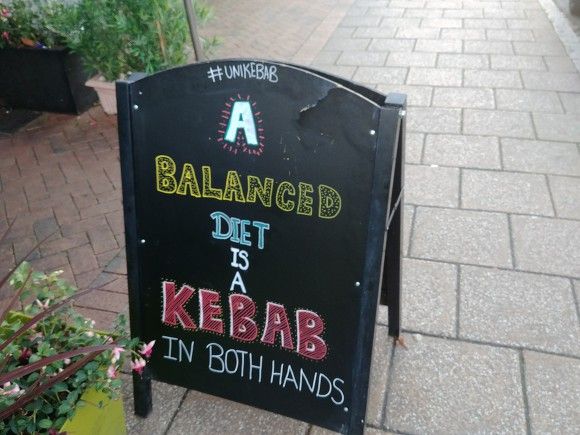 #UNIKEBAB
A
BALANCED
DIET
IS
A
KEBAB
IN BOTH HANDS